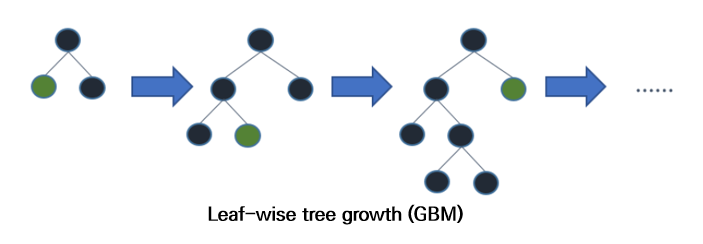 ......
Leaf-wise tree growth (GBM)